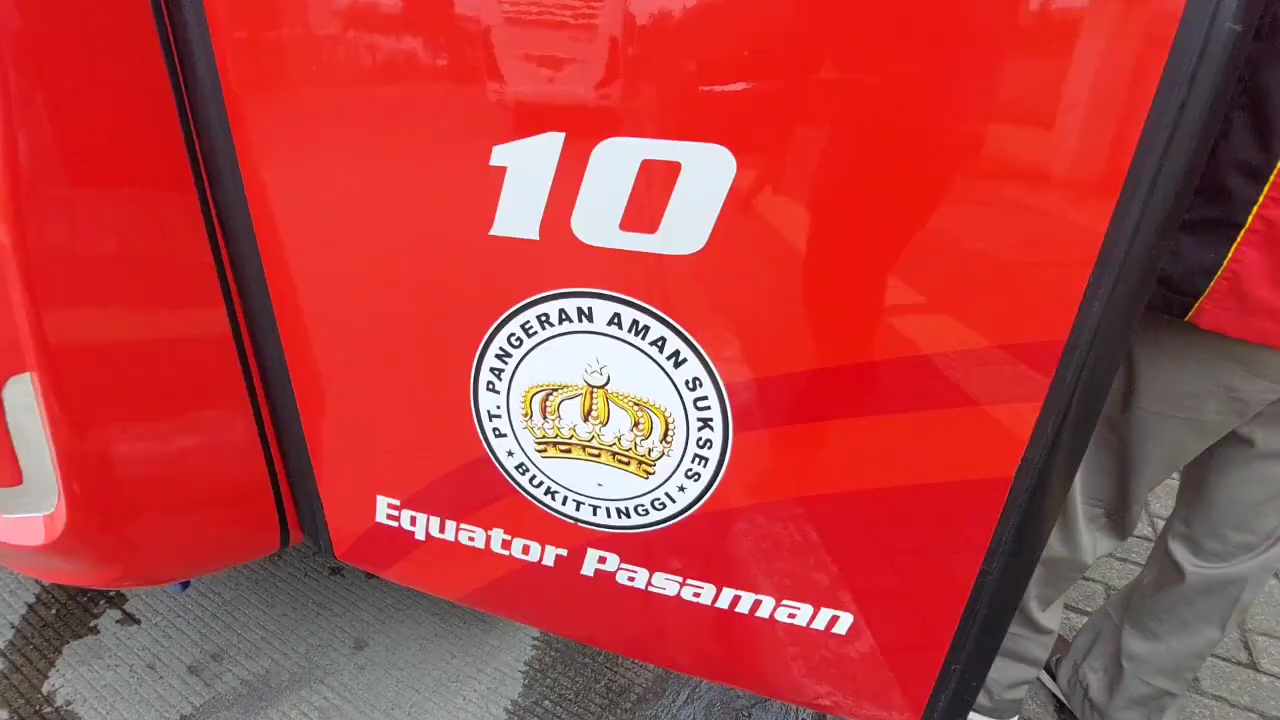 10
PT. PANGERAN AMAN SUKSES
★ BUKITTINGGI ★
Equator Pasaman